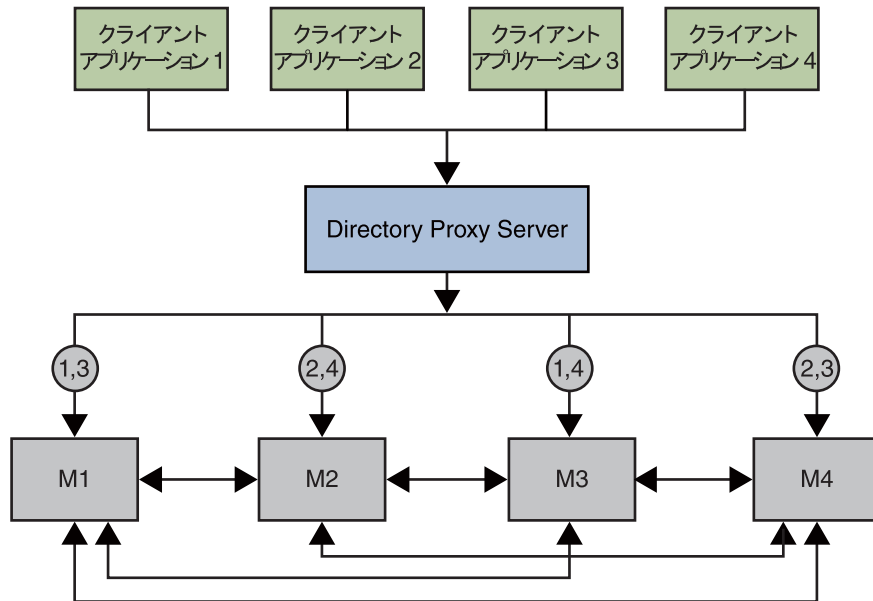 クライアント
アプリケーション 1
クライアント
アプリケーション 2
クライアント
アプリケーション 3
クライアント
アプリケーション 4
Directory Proxy Server
1,3
2,4
1,4
2,3
M1
M2
M3
M4